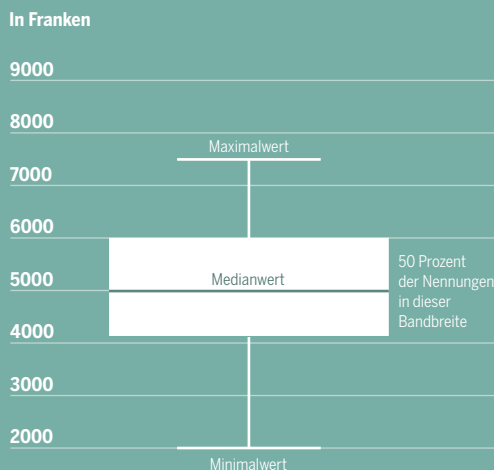 In Franken
9000
8000
Maximalwert
7000
6000
50 Prozent
Medianwert
der Nennungen
5000
in dieser
Bandbreite
4000
3000
2000
Minimalwert